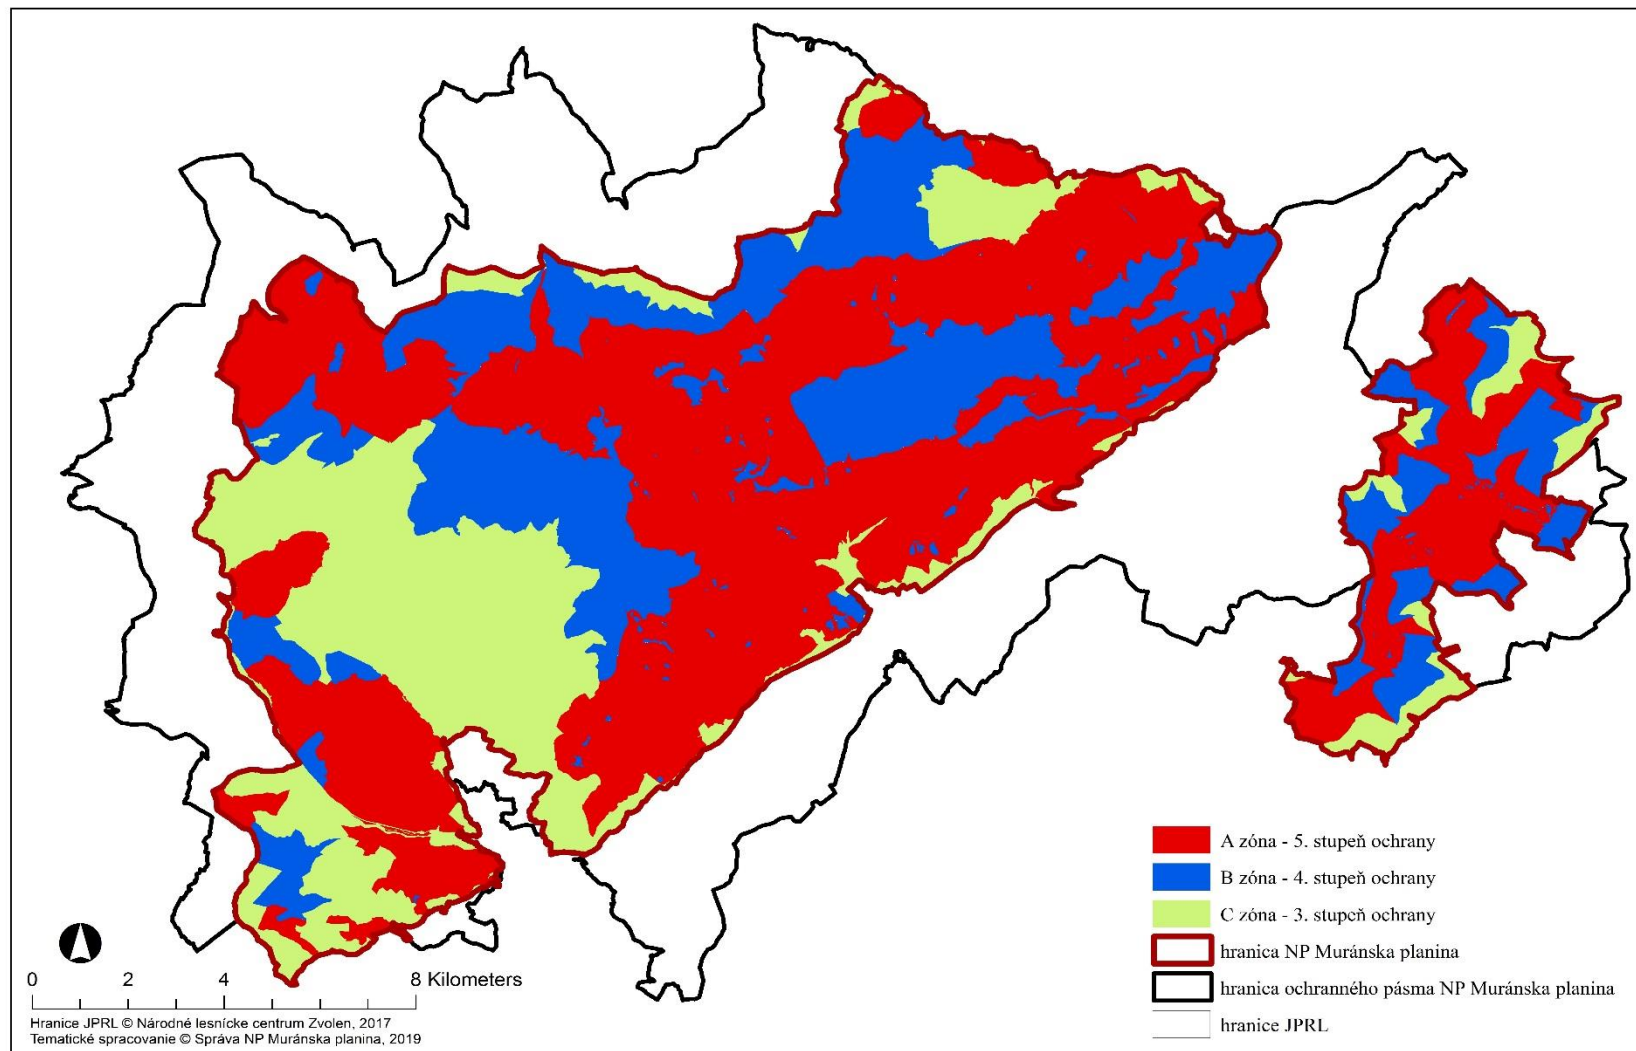 A zóna - 5. stupeň ochrany
B zóna - 4. stupeň ochrany
C zóna - 3. stupeň ochrany
hranica NP Muránska planina
hranica ochranného pásma NP Muránska planina
hranice JPRL
0 2 4 8 Kilometers
Hranice JPRL © Národné lesnícke centrum Zvolen, 2017
Tematické spracovanie © Správa NP Muránska planina, 2019